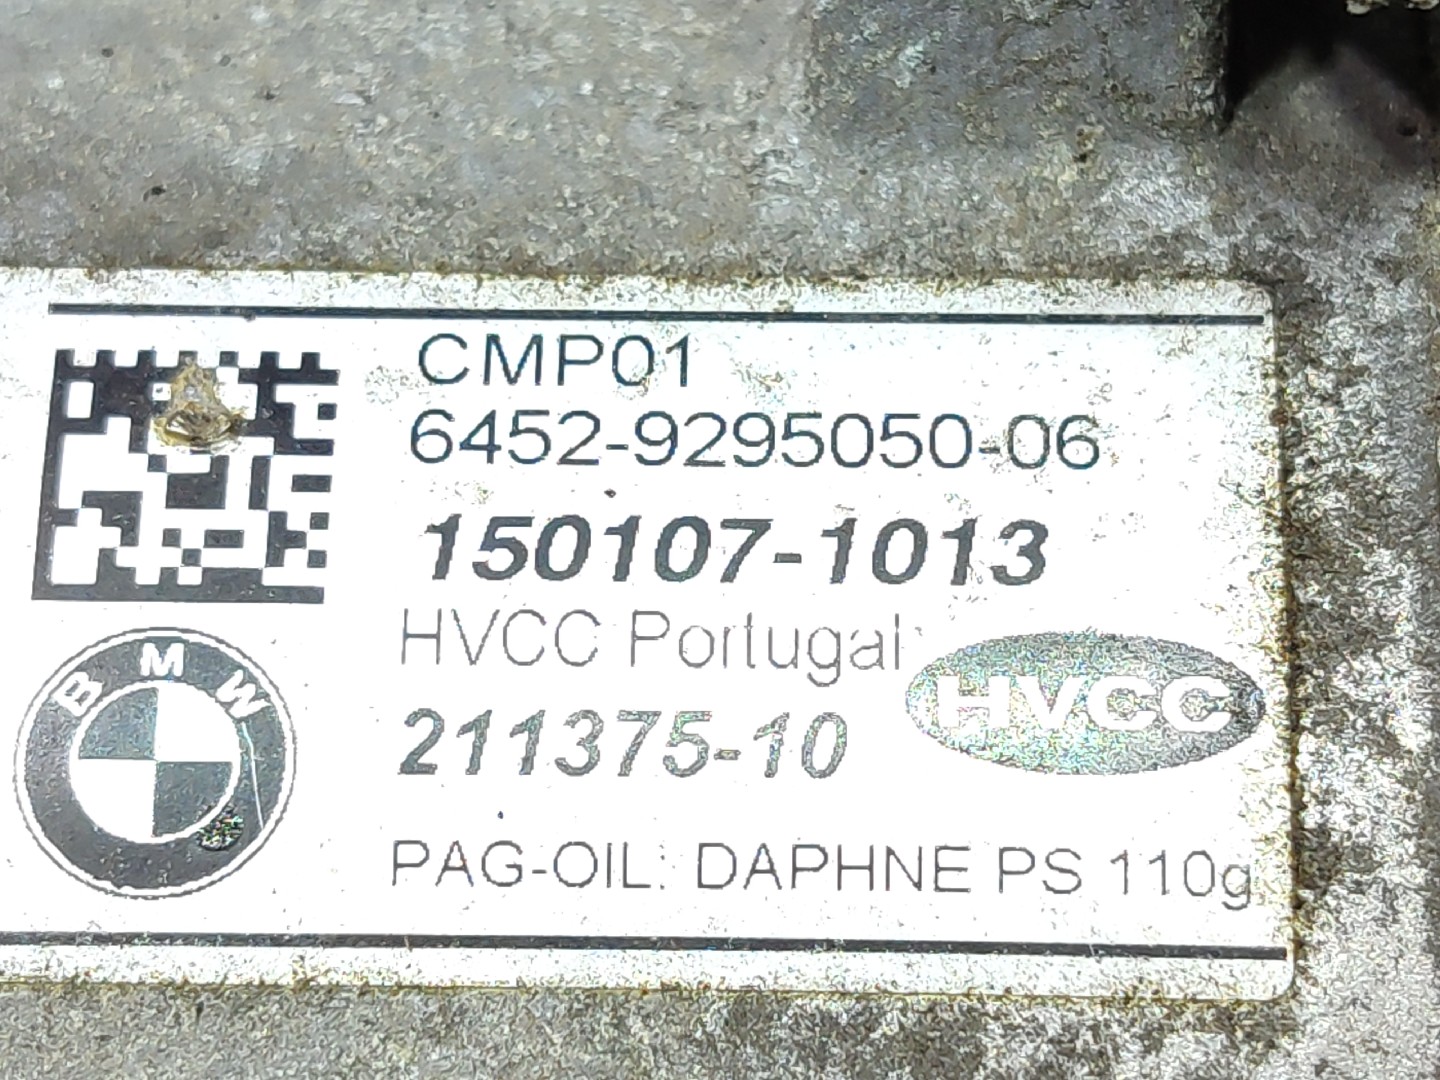 CMP01
6452-9295050-06
150107-1013
HVCC Portugal
HVCC
211375-10
BMW
PAG-OIL: DAPHNE PS 110g